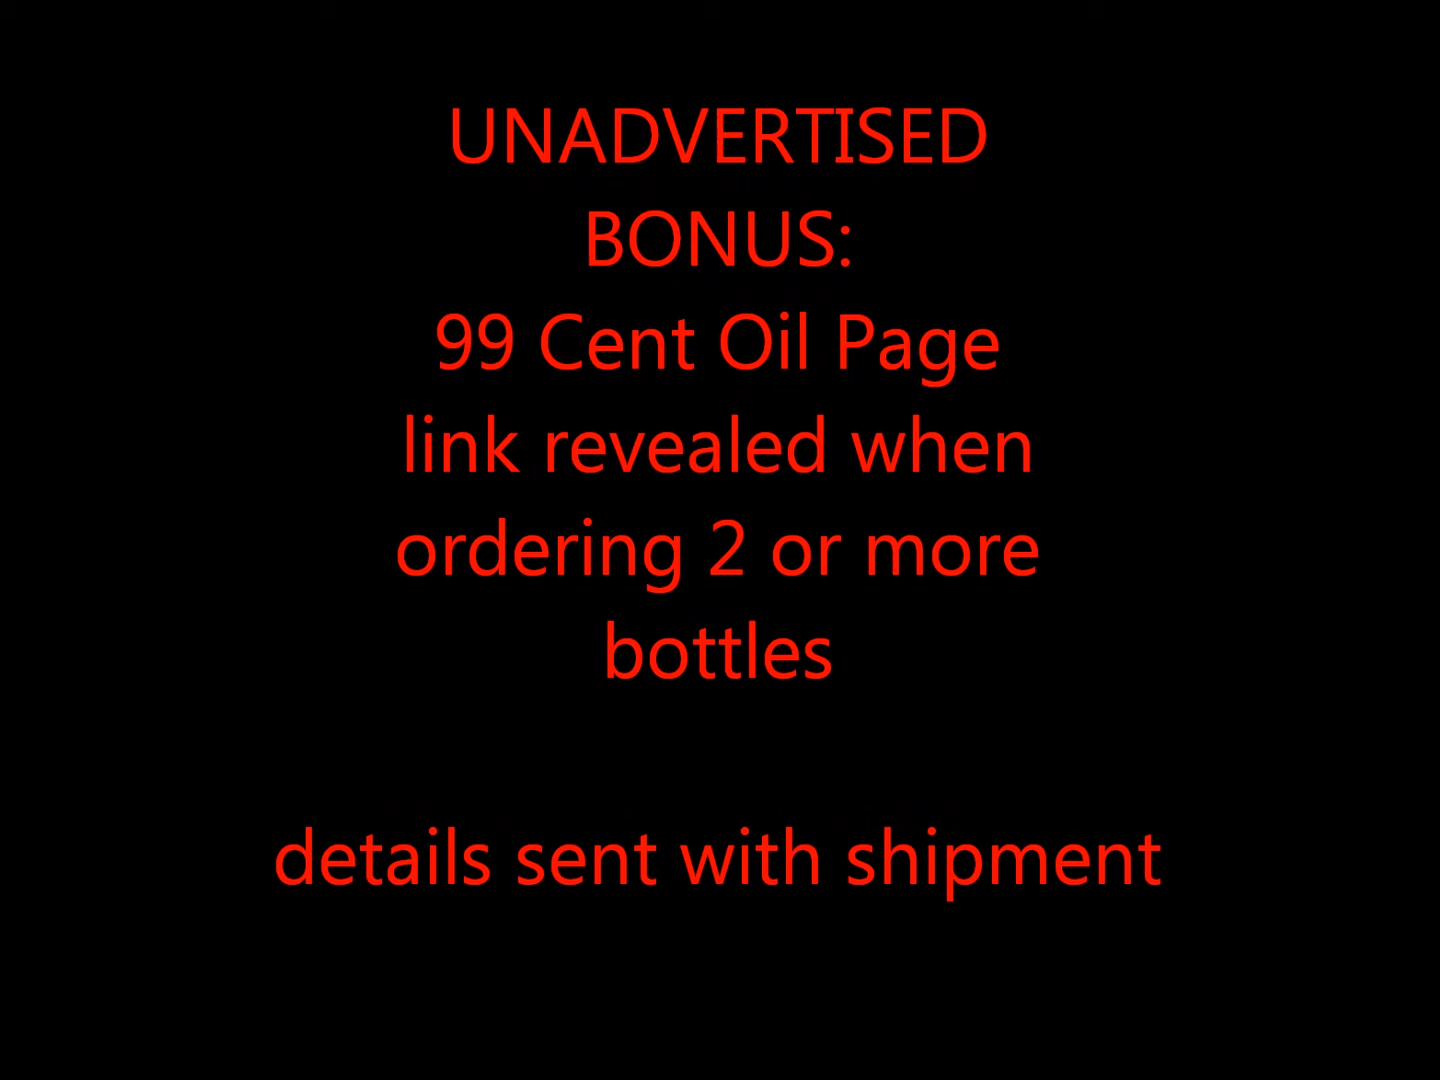 UNADVERTISED
BONUS:
99 Cent Oil Page
link revealed when
ordering 2 or more
bottles
details sent with shipment